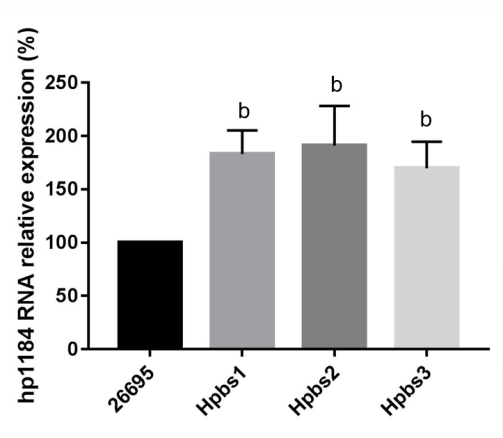 hp1184 RNA relative expression (%)
250
200
150
100
50
0
b
b
b
26695
Hpbs1
Hpbs2
Hpbs3